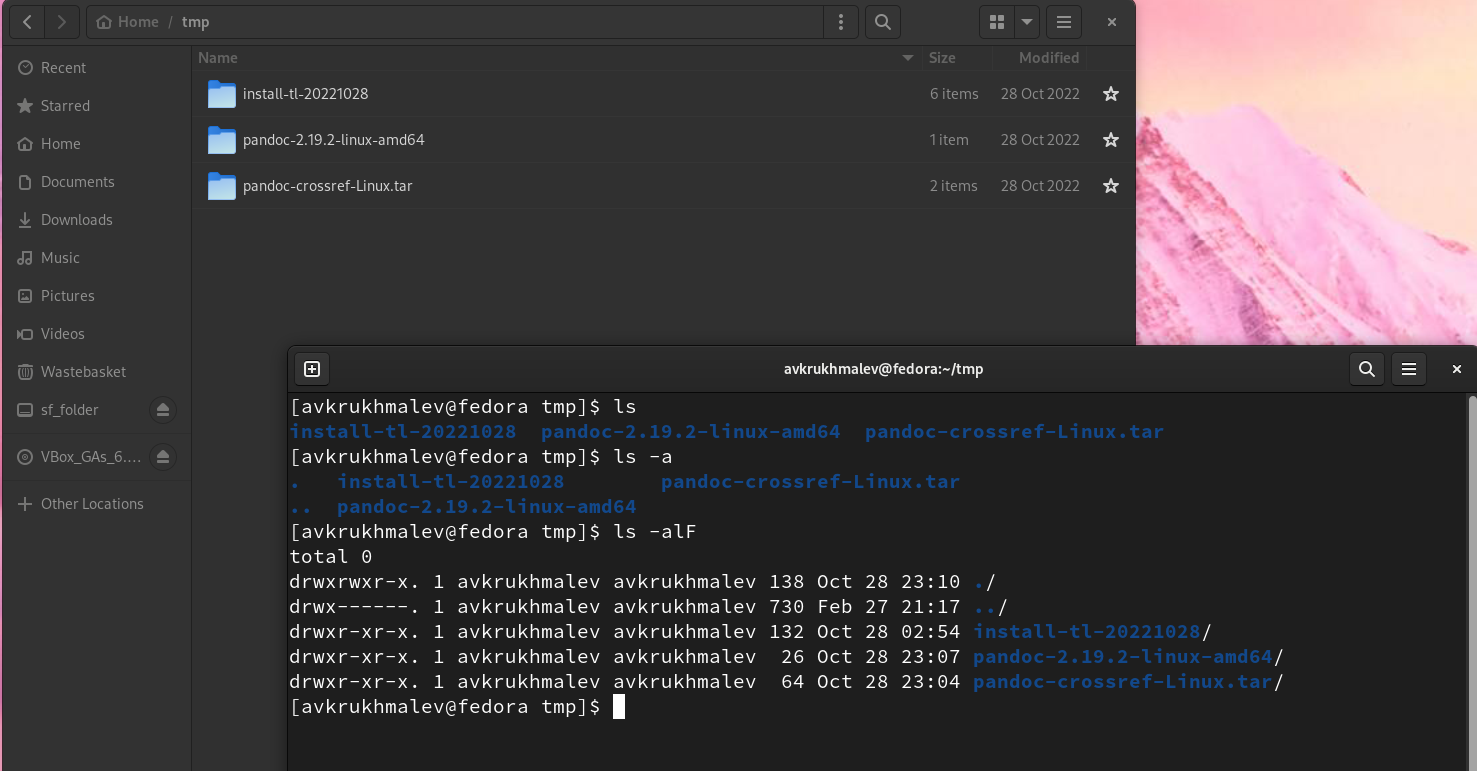 Home / tmp
Name Size Modified
Recent
install-tl-20221028 6 items 28 Oct 2022
Starred
pandoc-2.19.2-linux-amd64 1 item 28 Oct 2022
Home
Documents
pandoc-crossref-Linux.tar 2 items 28 Oct 2022
Downloads
Music
Pictures
Videos
Wastebasket
sf_folder
VBox_GAs_6.…
Other Locations
avkrukhmalev@fedora:~/tmp
[avkrukhmalev@fedora tmp]$ ls
install-tl-20221028  pandoc-2.19.2-linux-amd64  pandoc-crossref-Linux.tar
[avkrukhmalev@fedora tmp]$ ls -a
.   install-tl-20221028        pandoc-crossref-Linux.tar
..  pandoc-2.19.2-linux-amd64
[avkrukhmalev@fedora tmp]$ ls -alF
total 0
drwxrwxr-x. 1 avkrukhmalev avkrukhmalev 138 Oct 28 23:10 ./
drwx------. 1 avkrukhmalev avkrukhmalev 730 Feb 27 21:17 ../
drwxr-xr-x. 1 avkrukhmalev avkrukhmalev 132 Oct 28 02:54 install-tl-20221028/
drwxr-xr-x. 1 avkrukhmalev avkrukhmalev  26 Oct 28 23:07 pandoc-2.19.2-linux-amd64/
drwxr-xr-x. 1 avkrukhmalev avkrukhmalev  64 Oct 28 23:04 pandoc-crossref-Linux.tar/
[avkrukhmalev@fedora tmp]$